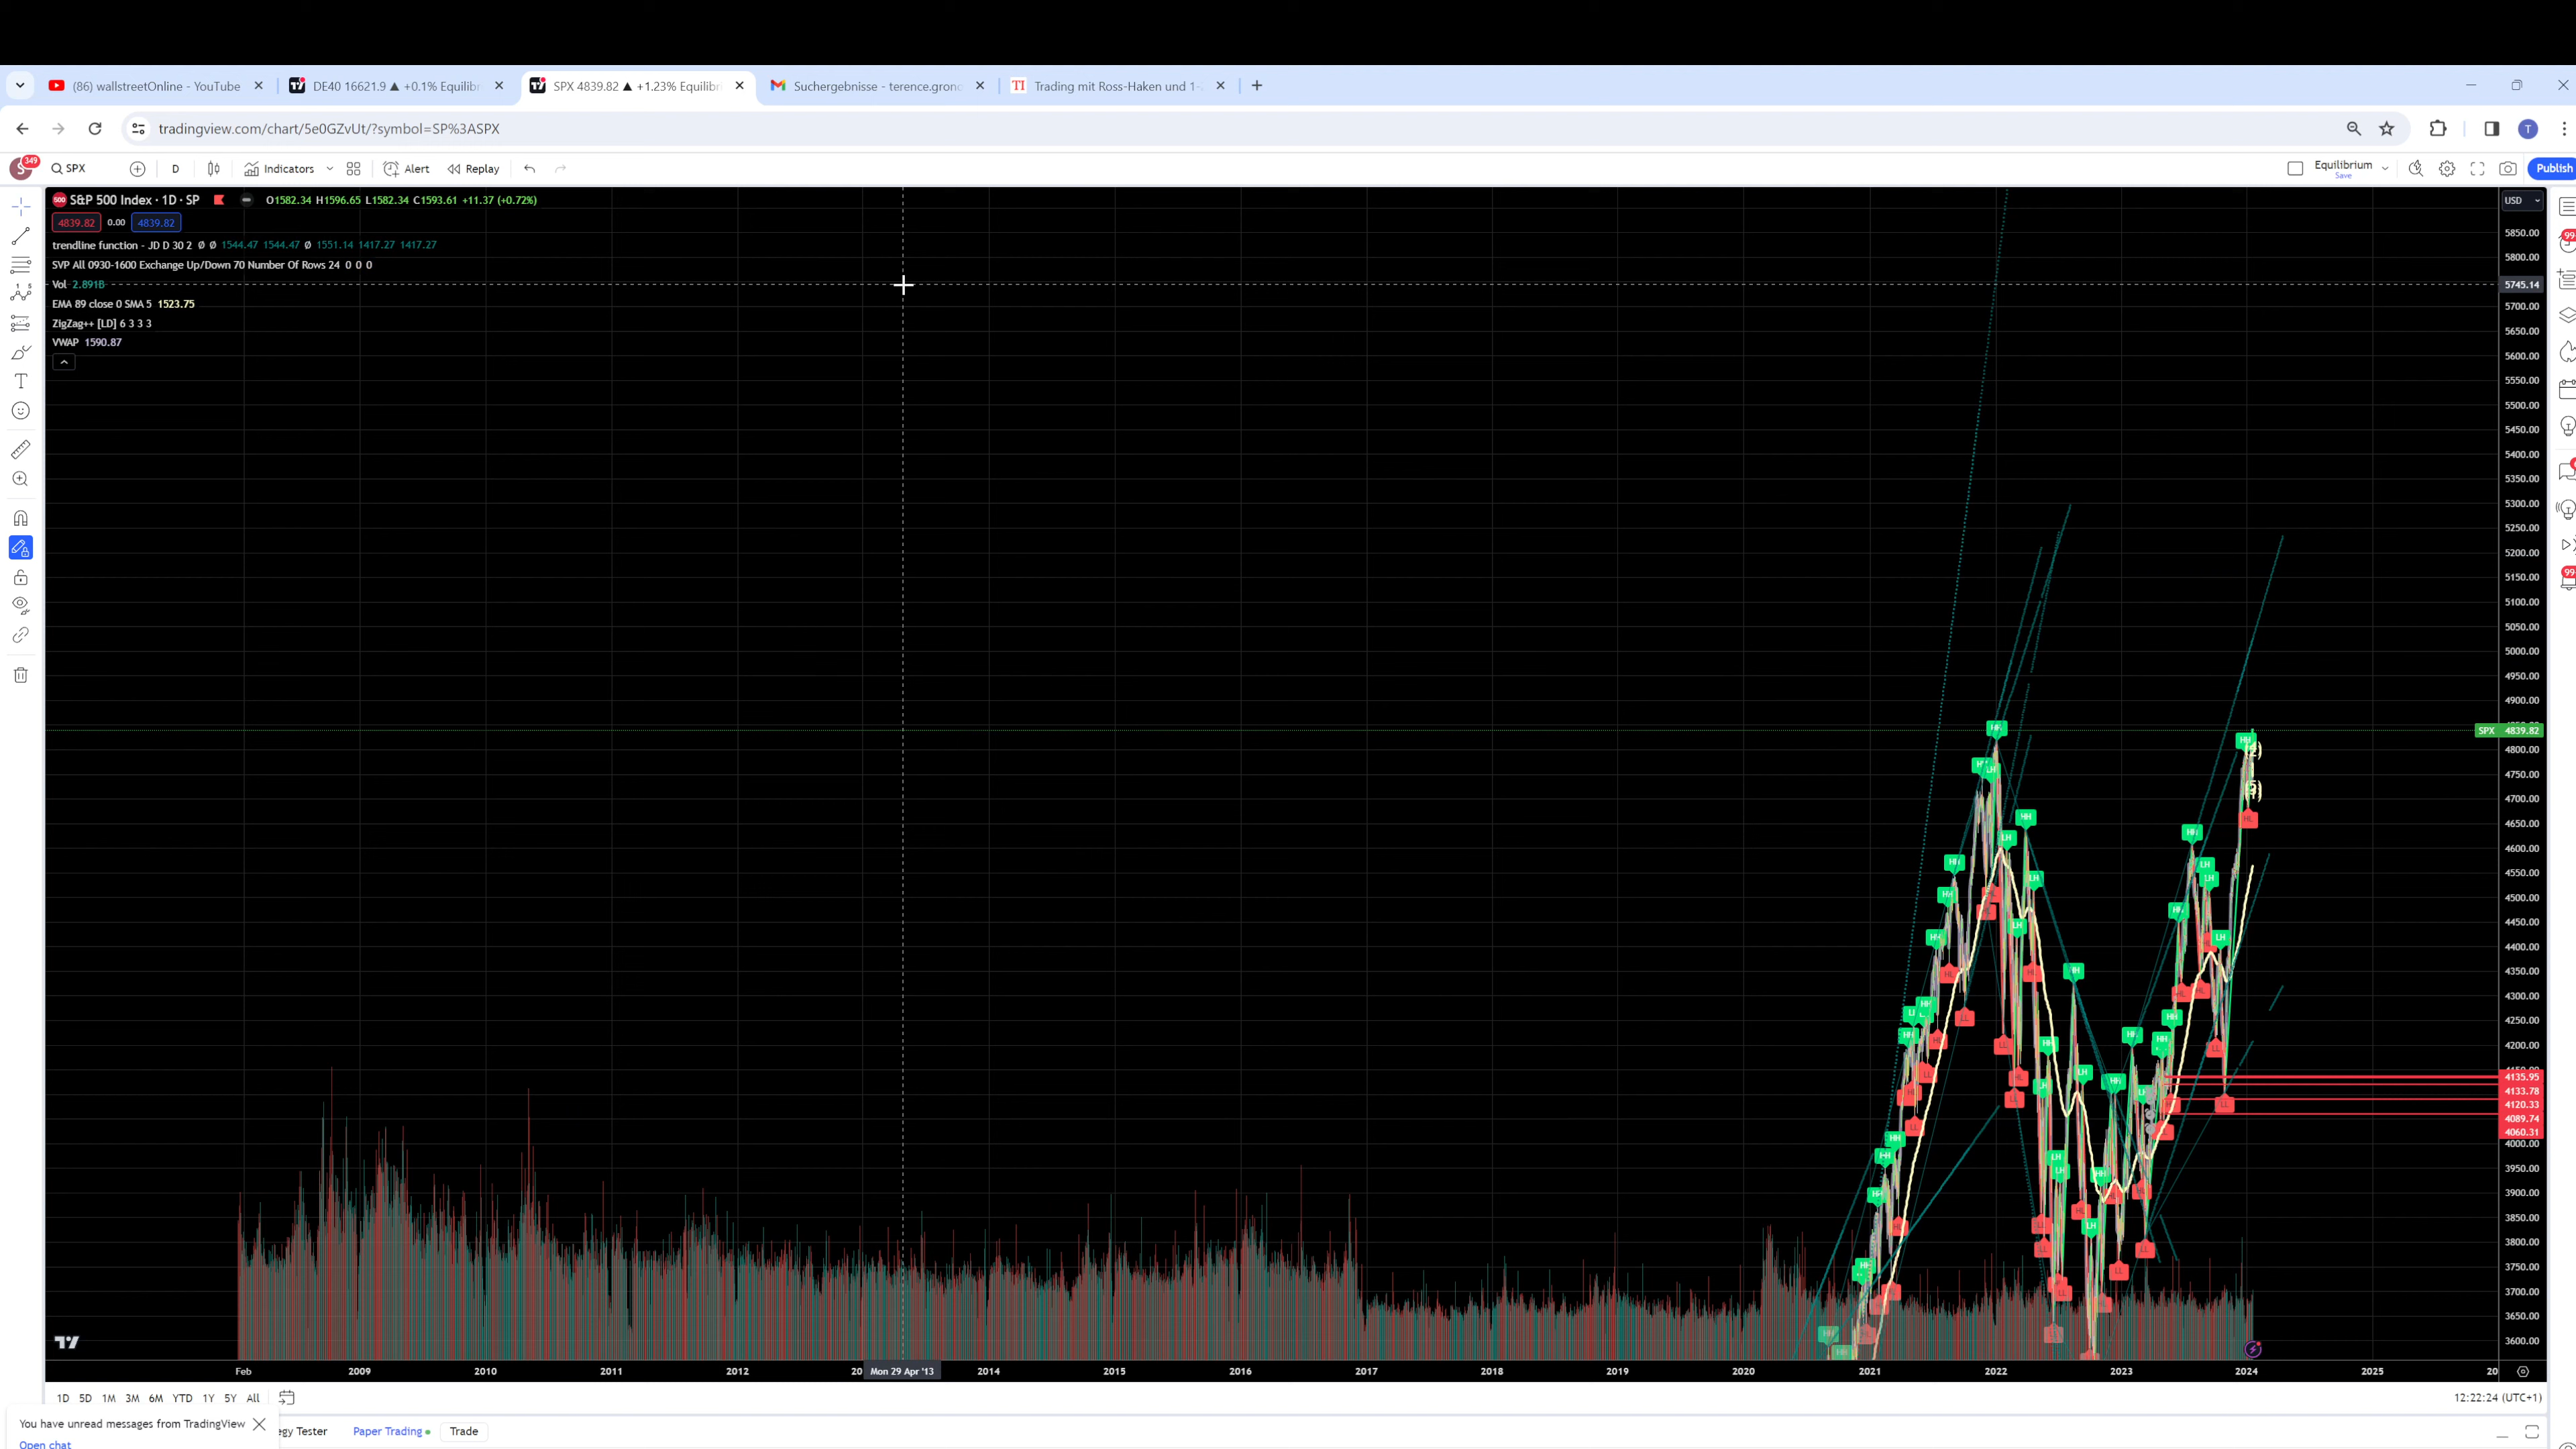 (86) wallstreetOnline - YouTube
DE40 16621.9 ▲ +0.1% Equilibr
SPX 4839.82 ▲ +1.23% Equilibri
Suchergebnisse - terence.gronc
TI Trading mit Ross-Haken und 1-
tradingview.com/chart/5e0GZvUt/?symbol=SP%3ASPX
T
S 349 SPX D Indicators Alert Replay
Equilibrium
Save
Publish
500 S&P 500 Index · 1D · SP O1582.34 H1596.65 L1582.34 C1593.61 +11.37 (+0.72%)
4839.82 0.00 4839.82
trendline function - JD D 30 2 Ø Ø 1544.47 1544.47 Ø 1551.14 1417.27 1417.27
SVP All 0930-1600 Exchange Up/Down 70 Number Of Rows 24 0 0 0
Vol 2.891B
EMA 89 close 0 SMA 5 1523.75
ZigZag++ [LD] 6 3 3 3
VWAP 1590.87
USD
5850.00
5800.00
5745.14
5700.00
5650.00
5600.00
5550.00
5500.00
5450.00
5400.00
5350.00
5300.00
5250.00
5200.00
5150.00
5100.00
5050.00
5000.00
4950.00
4900.00
SPX 4839.82
4800.00
4750.00
4700.00
4650.00
4600.00
4550.00
4500.00
4450.00
4400.00
4350.00
4300.00
4250.00
4200.00
4135.95
4133.78
4120.33
4089.74
4060.31
4000.00
3950.00
3900.00
3850.00
3800.00
3750.00
3700.00
3650.00
3600.00
Feb 2009 2010 2011 2012 20 Mon 29 Apr '13 2014 2015 2016 2017 2018 2019 2020 2021 2022 2023 2024 2025 20
1D 5D 1M 3M 6M YTD 1Y 5Y All
12:22:24 (UTC+1)
You have unread messages from TradingView
Open chat
egy Tester Paper Trading Trade